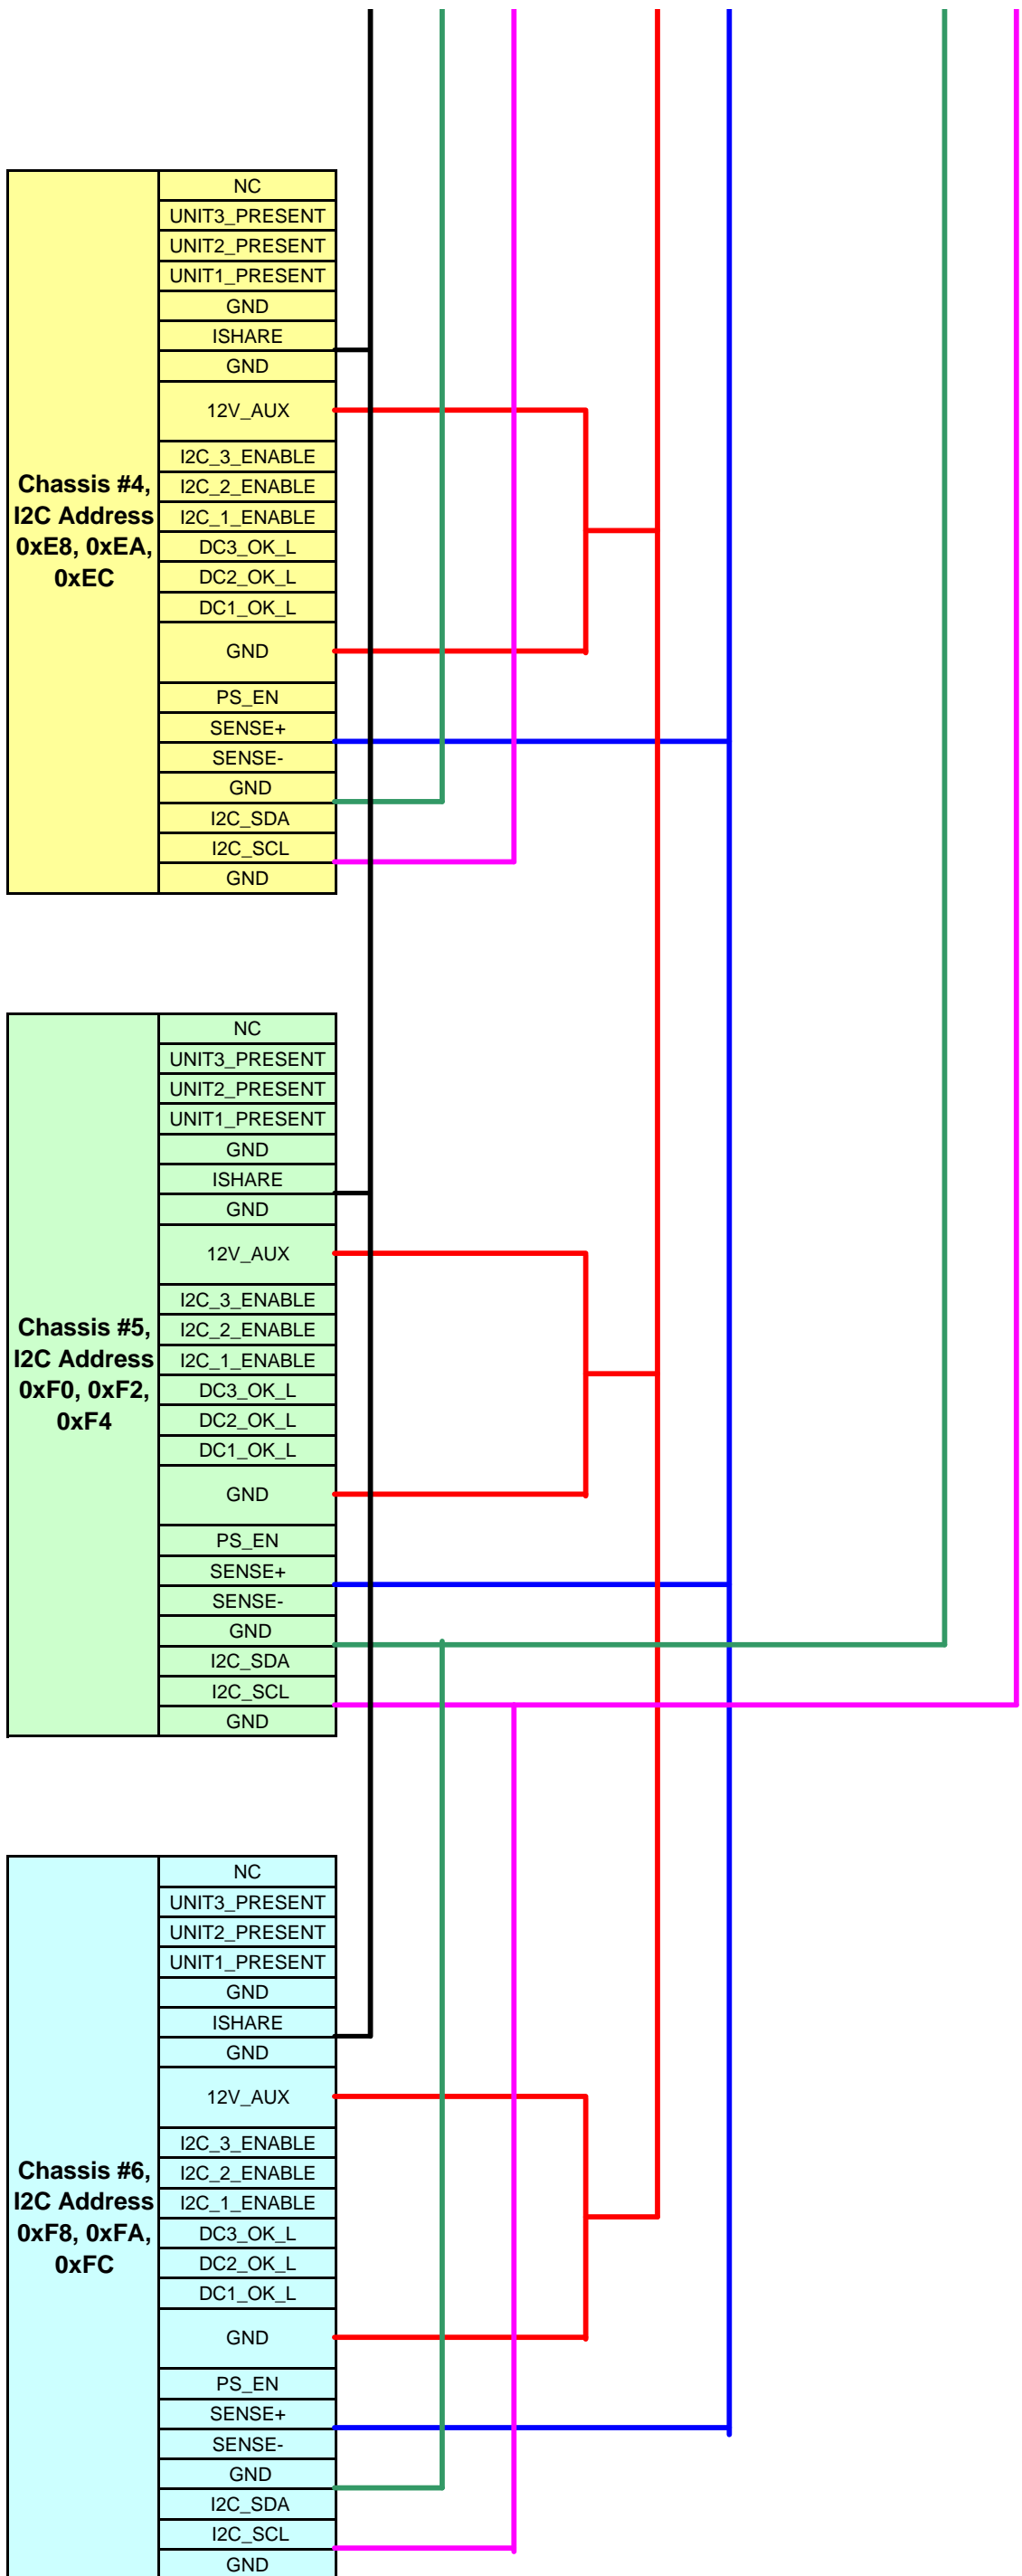 NC
UNIT3_PRESENT
UNIT2_PRESENT
UNIT1_PRESENT
GND
ISHARE
GND
12V_AUX
I2C_3_ENABLE
Chassis #4,
I2C Address
0xE8, 0xEA,
0xEC
I2C_2_ENABLE
I2C_1_ENABLE
DC3_OK_L
DC2_OK_L
DC1_OK_L
GND
PS_EN
SENSE+
SENSE-
GND
I2C_SDA
I2C_SCL
GND
NC
UNIT3_PRESENT
UNIT2_PRESENT
UNIT1_PRESENT
GND
ISHARE
GND
12V_AUX
I2C_3_ENABLE
Chassis #5,
I2C Address
0xF0, 0xF2,
0xF4
I2C_2_ENABLE
I2C_1_ENABLE
DC3_OK_L
DC2_OK_L
DC1_OK_L
GND
PS_EN
SENSE+
SENSE-
GND
I2C_SDA
I2C_SCL
GND
NC
UNIT3_PRESENT
UNIT2_PRESENT
UNIT1_PRESENT
GND
ISHARE
GND
12V_AUX
I2C_3_ENABLE
Chassis #6,
I2C Address
0xF8, 0xFA,
0xFC
I2C_2_ENABLE
I2C_1_ENABLE
DC3_OK_L
DC2_OK_L
DC1_OK_L
GND
PS_EN
SENSE+
SENSE-
GND
I2C_SDA
I2C_SCL
GND